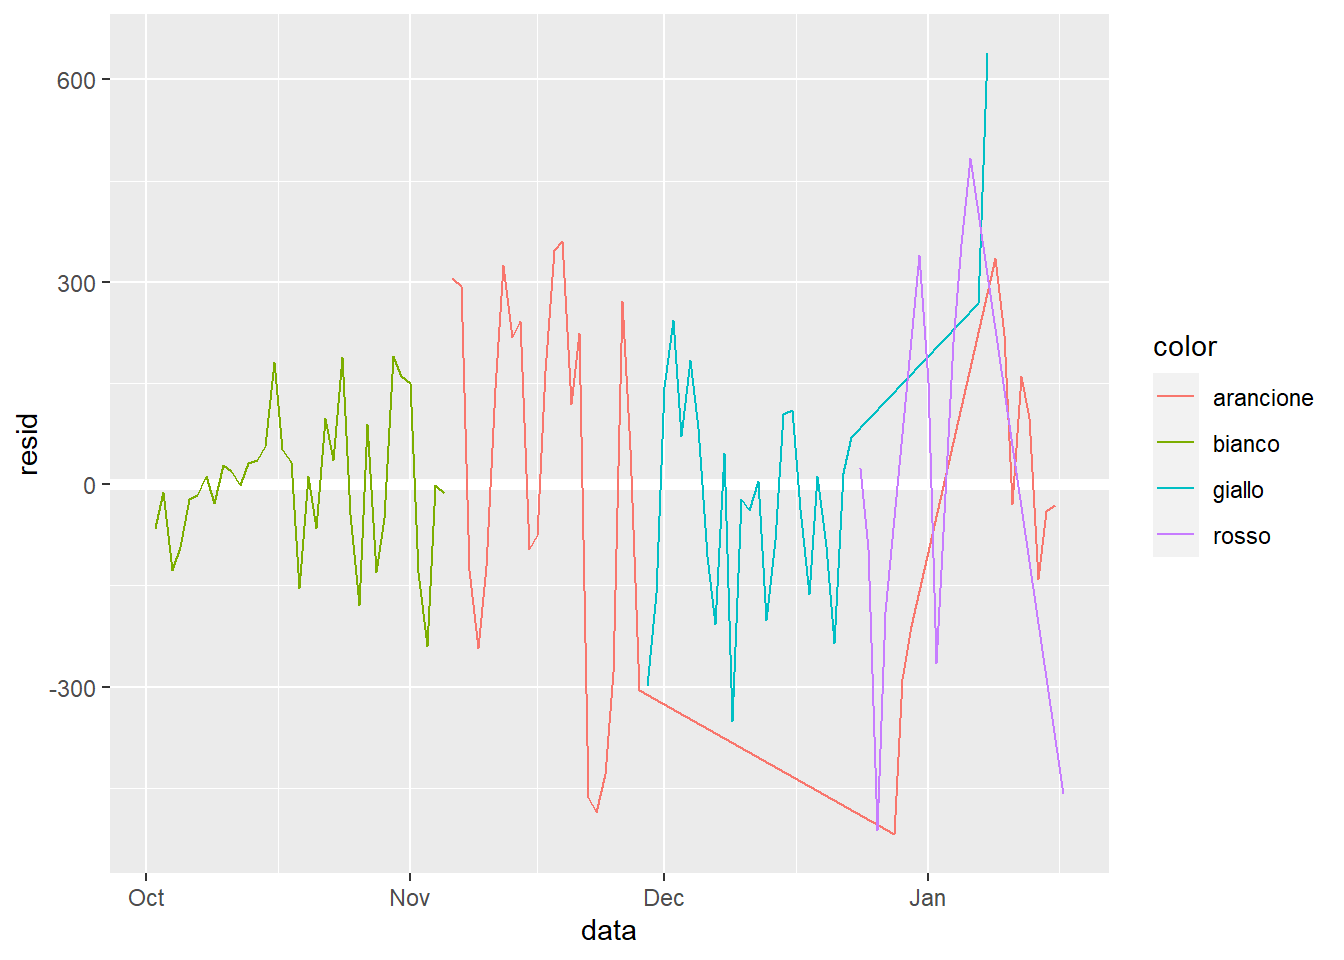 600
300
0
-300
resid
Oct
Nov
Dec
Jan
data
color
arancione
bianco
giallo
rosso